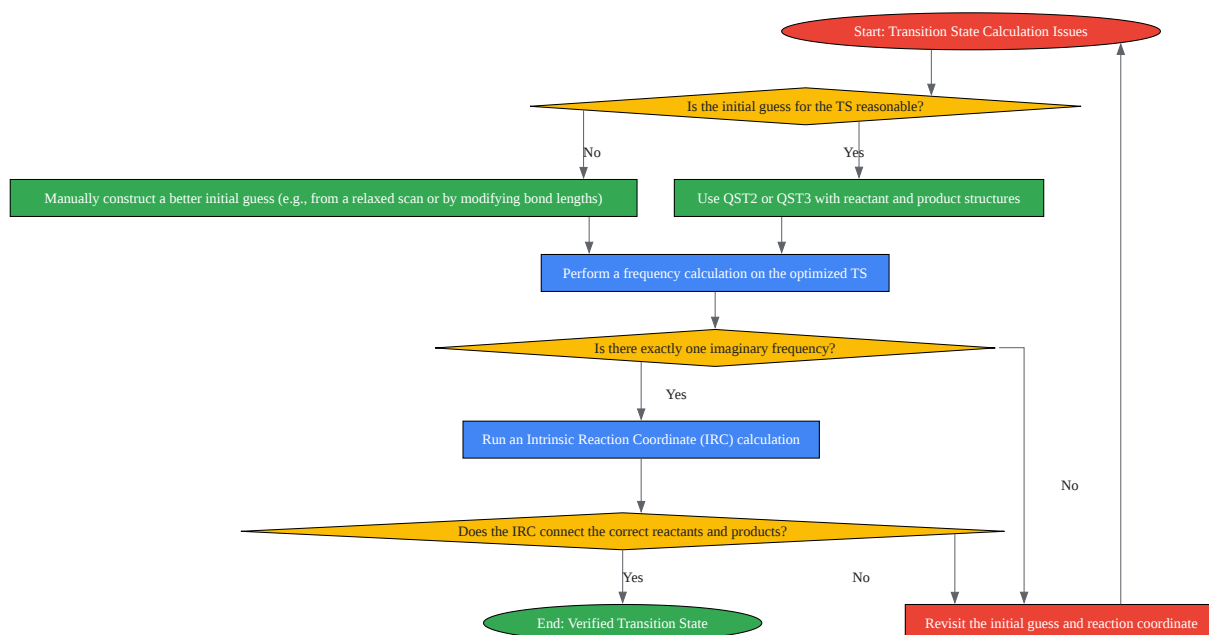 Start: Transition State Calculation Issues
Is the initial guess for the TS reasonable?
No
Yes
Manually construct a better initial guess (e.g., from a relaxed scan or by modifying bond lengths)
Use QST2 or QST3 with reactant and product structures
Perform a frequency calculation on the optimized TS
Is there exactly one imaginary frequency?
Yes
Run an Intrinsic Reaction Coordinate (IRC) calculation
No
Does the IRC connect the correct reactants and products?
Yes
No
End: Verified Transition State
Revisit the initial guess and reaction coordinate